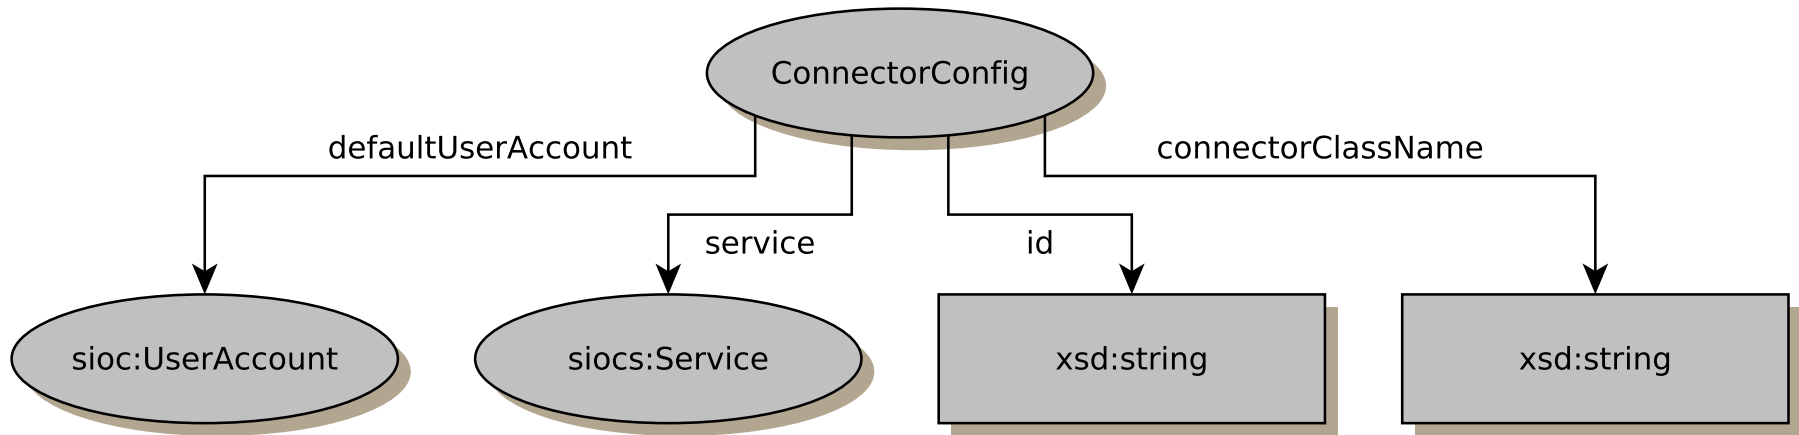 ConnectorConfig
defaultUserAccount
connectorClassName
service
id
sioc:UserAccount
siocs:Service
xsd:string
xsd:string